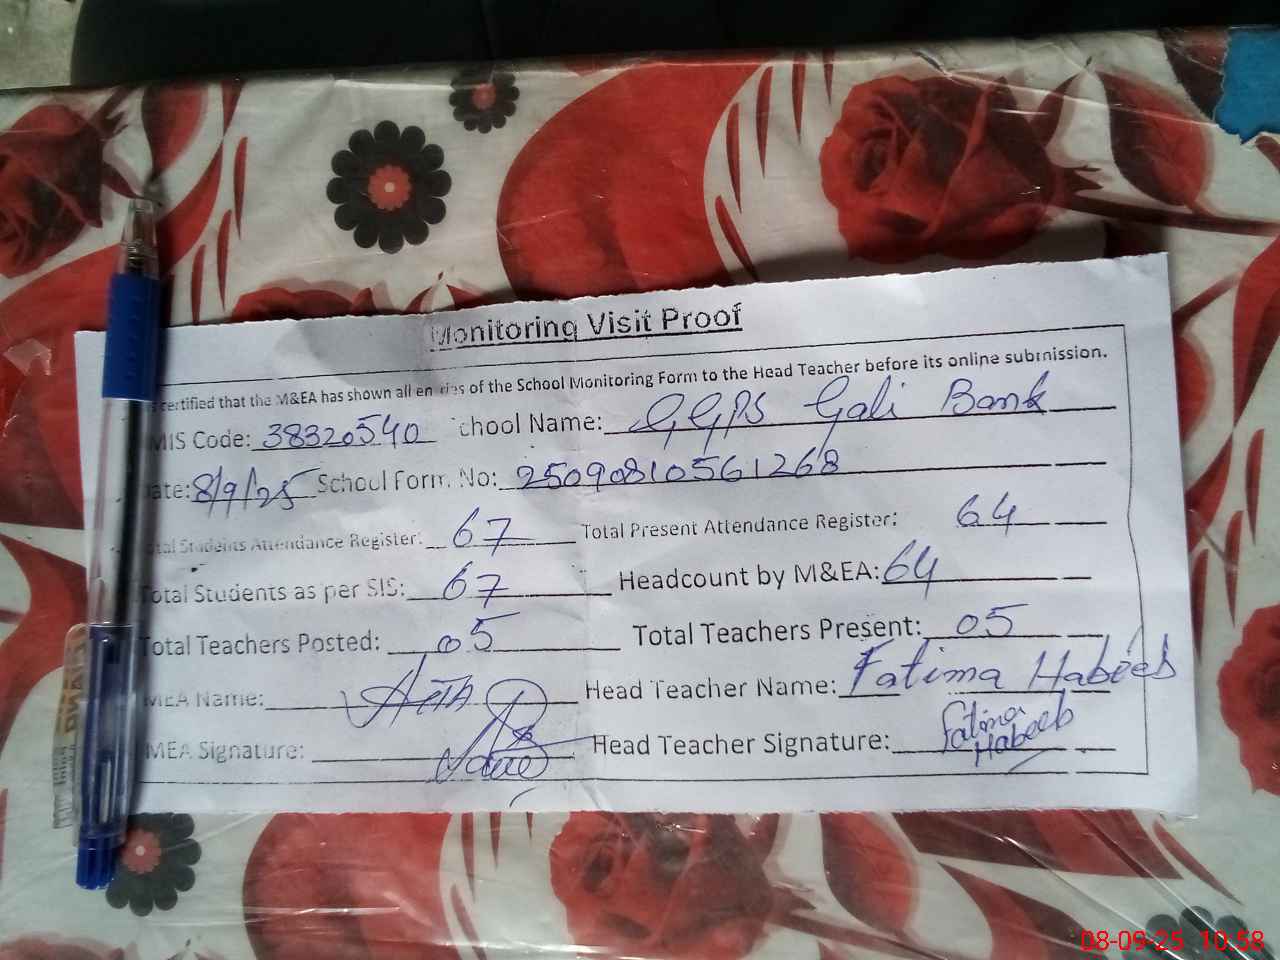 Monitoring Visit Proof
certified that the M&EA has shown all entries of the School Monitoring Form to the Head Teacher before its online submission.
MIS Code: 38320540 School Name: GGPS Gali Bank
Date: 8/9/25 School Form No: 25090810561268
Total Students Attendance Register: 67 Total Present Attendance Register: 64
Total Students as per SIS: 67 Headcount by M&EA: 64
Total Teachers Posted: 05 Total Teachers Present: 05
MEA Name: Head Teacher Name: Fatima Habeeb
MEA Signature: Head Teacher Signature: Fatima Habeeb
08-09-25 10:58